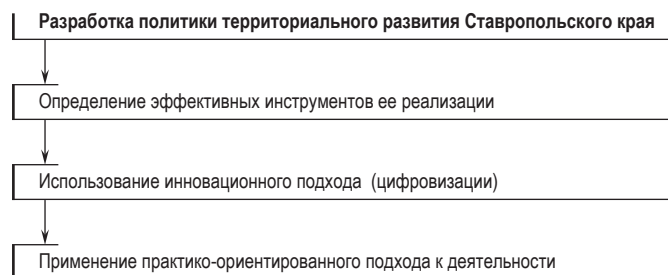 Разработка политики территориального развития Ставропольского края
Определение эффективных инструментов ее реализации
Использование инновационного подхода (цифровизации)
Применение практико-ориентированного подхода к деятельности